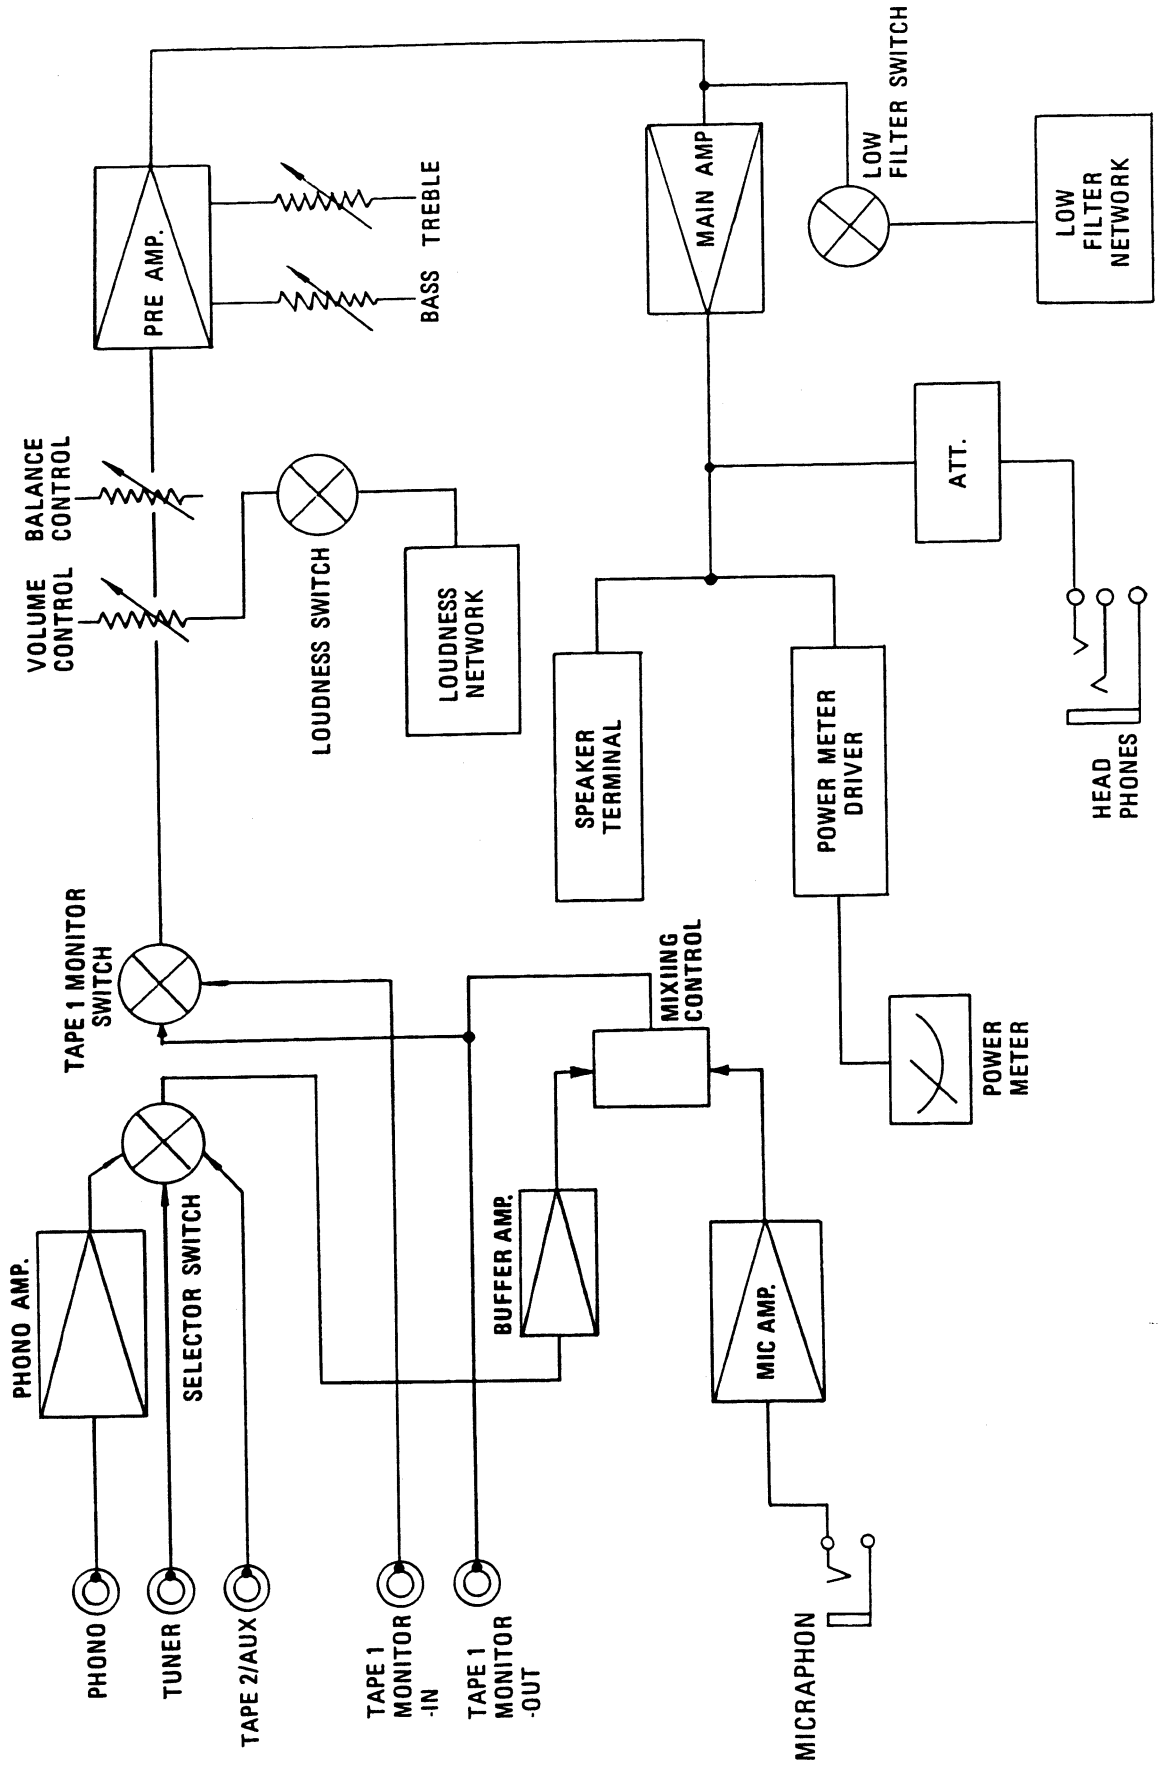 PHONO AMP.
PHONO
TUNER
TAPE 2/AUX
SELECTOR SWITCH
TAPE 1
MONITOR
-IN
TAPE 1
MONITOR
-OUT
MICRAPHON
MIC AMP.
BUFFER AMP.
MIXIING
CONTROL
TAPE 1 MONITOR
SWITCH
VOLUME
CONTROL
BALANCE
CONTROL
LOUDNESS SWITCH
LOUDNESS
NETWORK
PRE AMP.
BASS
TREBLE
MAIN AMP
LOW
FILTER SWITCH
LOW
FILTER
NETWORK
ATT.
HEAD
PHONES
SPEAKER
TERMINAL
POWER METER
DRIVER
POWER
METER